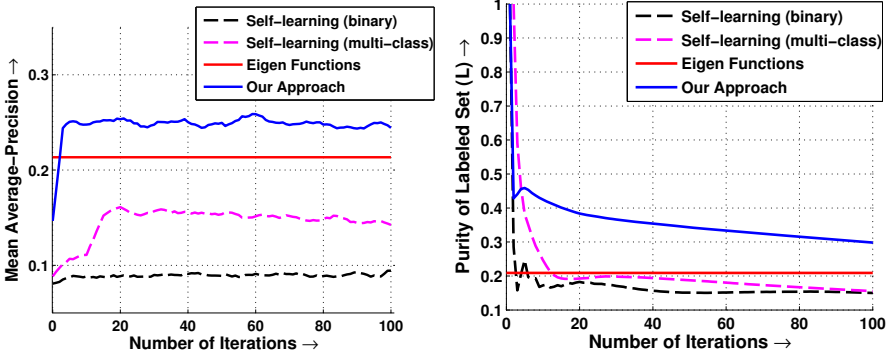 Self−learning (binary)
Self−learning (multi−class)
Eigen Functions
Our Approach
0.3
0.2
0.1
0
20
40
60
80
100
Mean Average−Precision →
Number of Iterations →
Self−learning (binary)
Self−learning (multi−class)
Eigen Functions
Our Approach
1
0.9
0.8
0.7
0.6
0.5
0.4
0.3
0.2
0.1
0
20
40
60
80
100
Purity of Labeled Set (L) →
Number of Iterations →